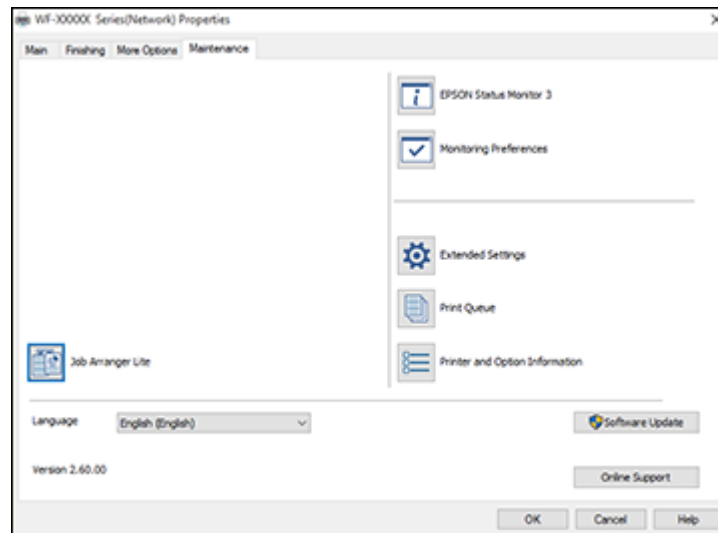 WF-XXXXX Series(Network) Properties
Main Finishing More Options Maintenance
EPSON Status Monitor 3
Monitoring Preferences
Extended Settings
Print Queue
Job Arranger Lite
Printer and Option Information
Language English (English)
Software Update
Version 2.60.00
Online Support
OK Cancel Help